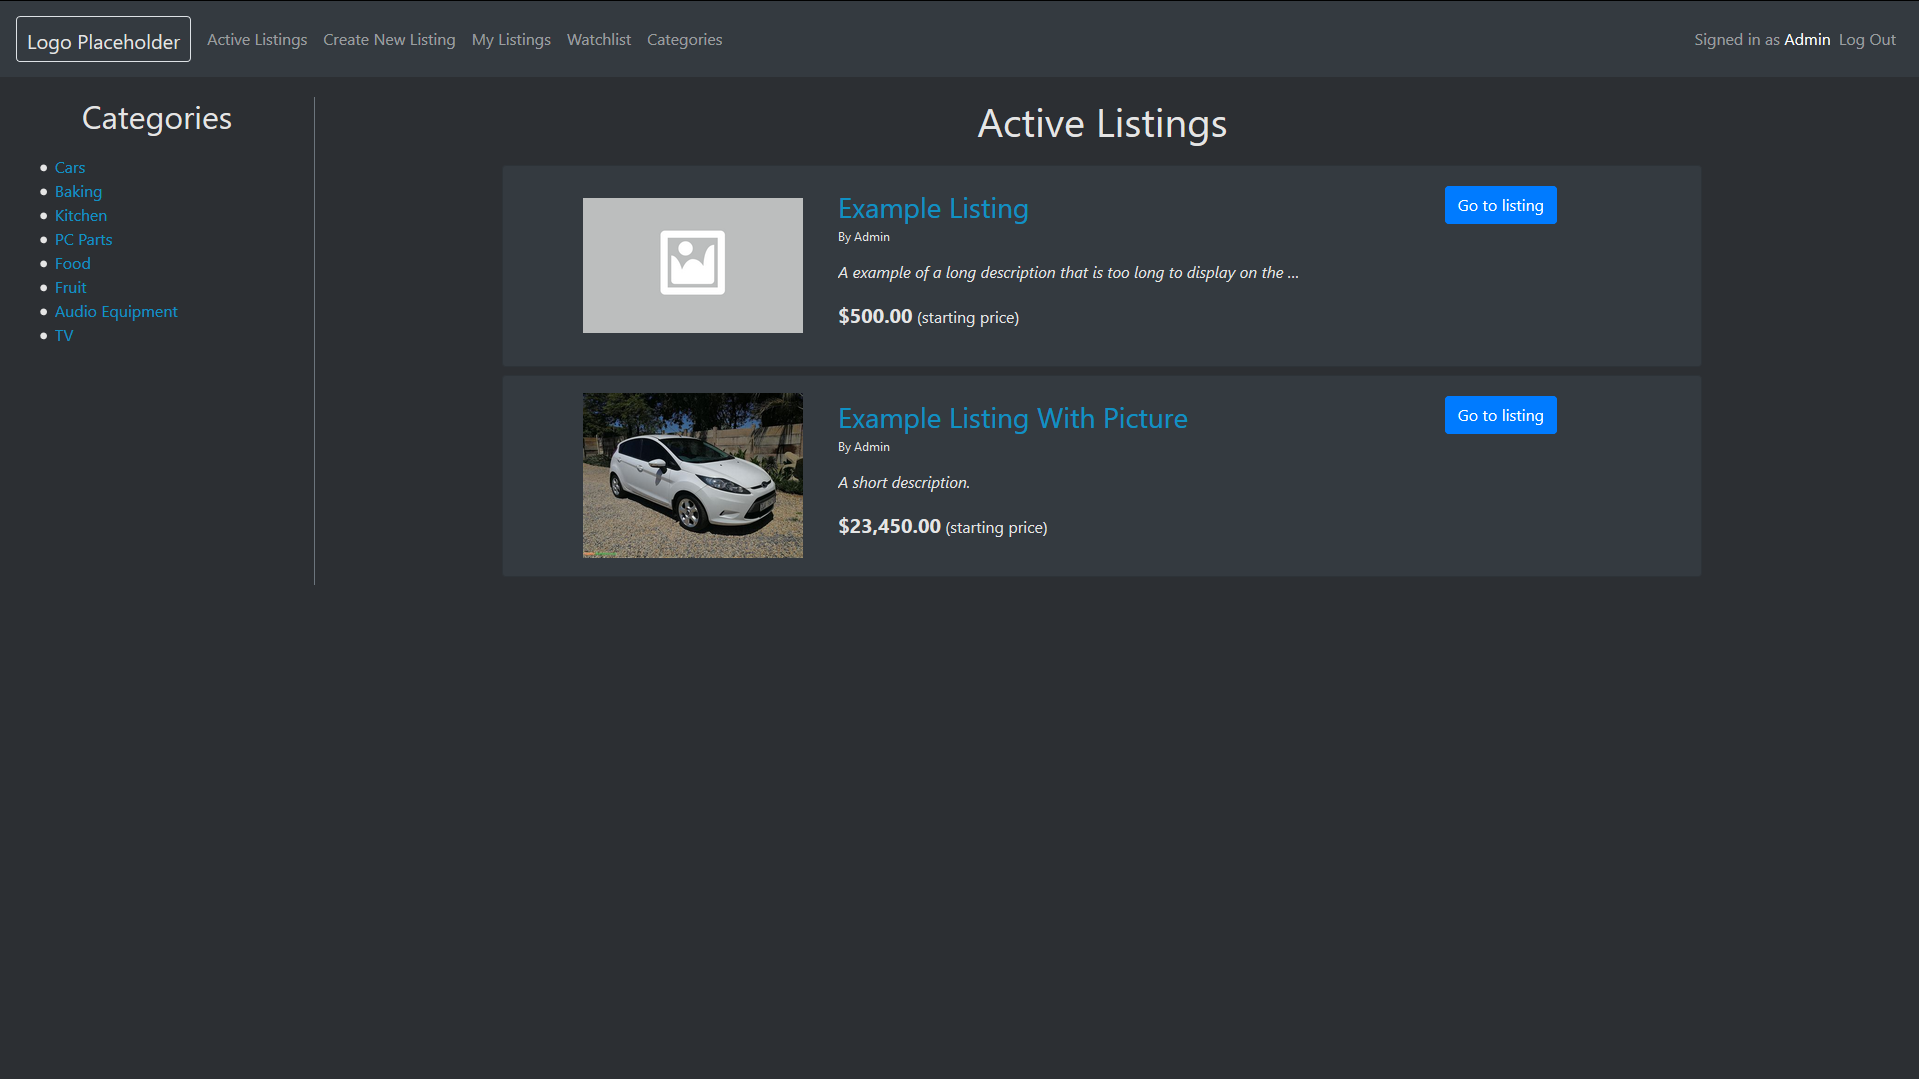 Logo Placeholder
Active Listings
Create New Listing
My Listings
Watchlist
Categories
Signed in as Admin
Log Out
Categories
Cars
Baking
Kitchen
PC Parts
Food
Fruit
Audio Equipment
TV
Active Listings
Example Listing
By Admin
A example of a long description that is too long to display on the ...
$500.00 (starting price)
Go to listing
Example Listing With Picture
By Admin
A short description.
$23,450.00 (starting price)
Go to listing